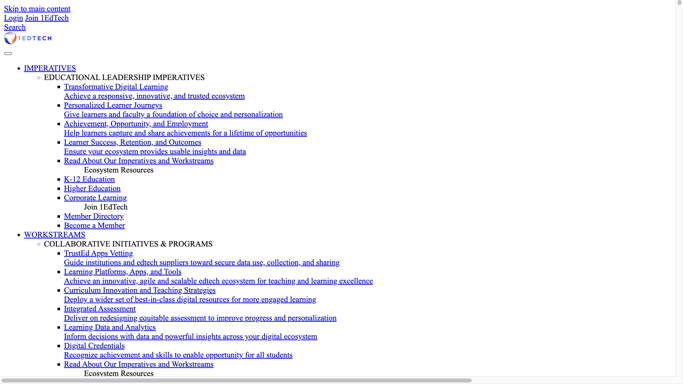 Skip to main content
Login Join 1EdTech
Search
1EDTECH
IMPERATIVES
EDUCATIONAL LEADERSHIP IMPERATIVES
Transformative Digital Learning
Achieve a responsive, innovative, and trusted ecosystem
Personalized Learner Journeys
Give learners and faculty a foundation of choice and personalization
Achievement, Opportunity, and Employment
Help learners capture and share achievements for a lifetime of opportunities
Learner Success, Retention, and Outcomes
Ensure your ecosystem provides usable insights and data
Read About Our Imperatives and Workstreams
Ecosystem Resources
K-12 Education
Higher Education
Corporate Learning
Join 1EdTech
Member Directory
Become a Member
WORKSTREAMS
COLLABORATIVE INITIATIVES & PROGRAMS
TrustEd Apps Vetting
Guide institutions and edtech suppliers toward secure data use, collection, and sharing
Learning Platforms, Apps, and Tools
Achieve an innovative, agile and scalable edtech ecosystem for teaching and learning excellence
Curriculum Innovation and Teaching Strategies
Deploy a wider set of best-in-class digital resources for more engaged learning
Integrated Assessment
Deliver on redesigning equitable assessment to improve progress and personalization
Learning Data and Analytics
Inform decisions with data and powerful insights across your digital ecosystem
Digital Credentials
Recognize achievement and skills to enable opportunity for all students
Read About Our Imperatives and Workstreams
Ecosystem Resources